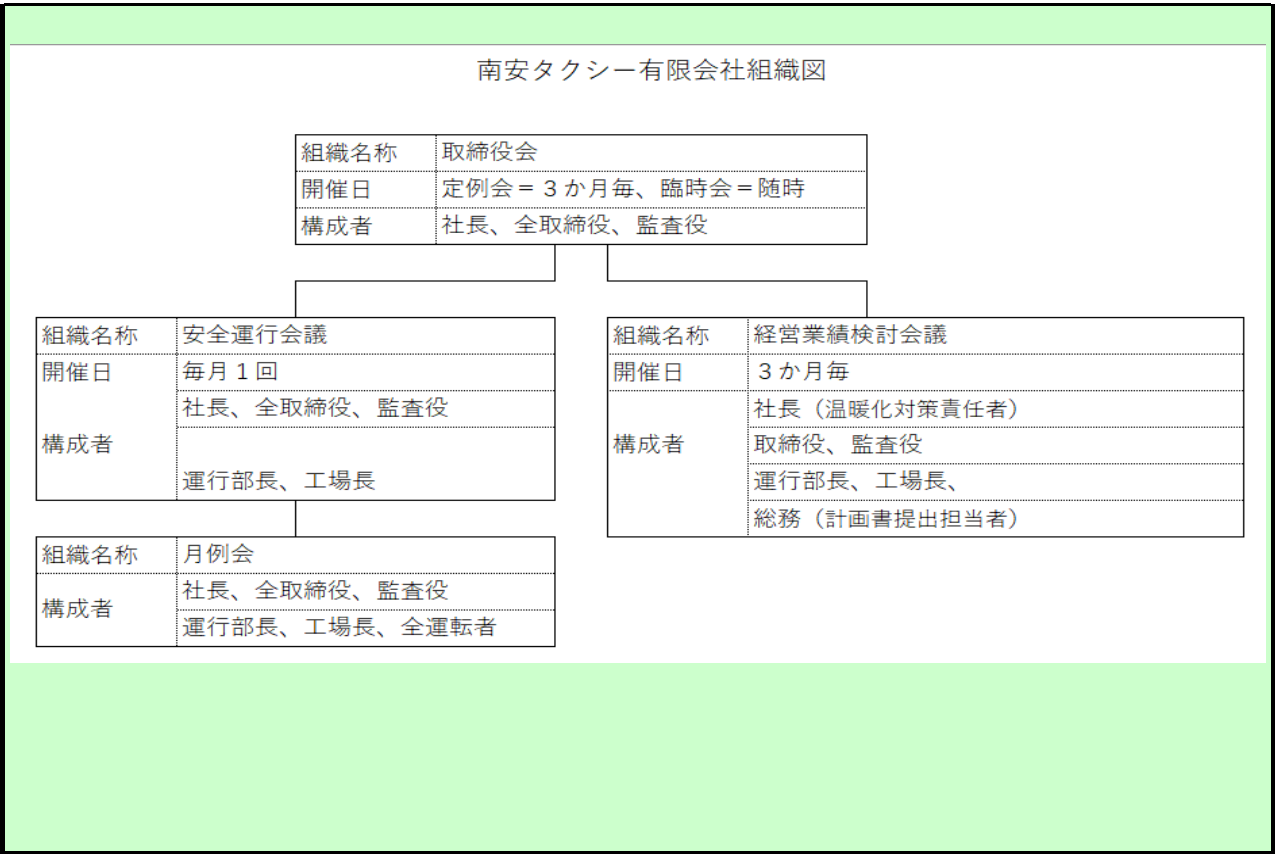 南安タクシー有限会社組織図
組織名称 取締役会
開催日 定例会＝３か月毎、臨時会＝随時
構成者 社長、全取締役、監査役
組織名称 安全運行会議
開催日 毎月１回
構成者
社長、全取締役、監査役
運行部長、工場長
組織名称 経営業績検討会議
開催日 ３か月毎
構成者
社長（温暖化対策責任者）
取締役、監査役
運行部長、工場長、
総務（計画書提出担当者）
組織名称 月例会
構成者
社長、全取締役、監査役
運行部長、工場長、全運転者